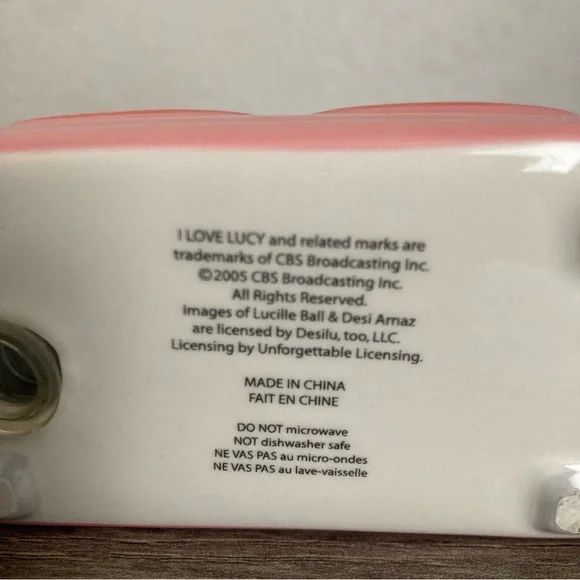 I LOVE LUCY and related marks are
trademarks of CBS Broadcasting Inc.
©2005 CBS Broadcasting Inc.
All Rights Reserved.
Images of Lucille Ball & Desi Arnaz
are licensed by Desilu, too, LLC.
Licensing by Unforgettable Licensing.
MADE IN CHINA
FAIT EN CHINE
DO NOT microwave
NOT dishwasher safe
NE VAS PAS au micro-ondes
NE VAS PAS au lave-vaisselle